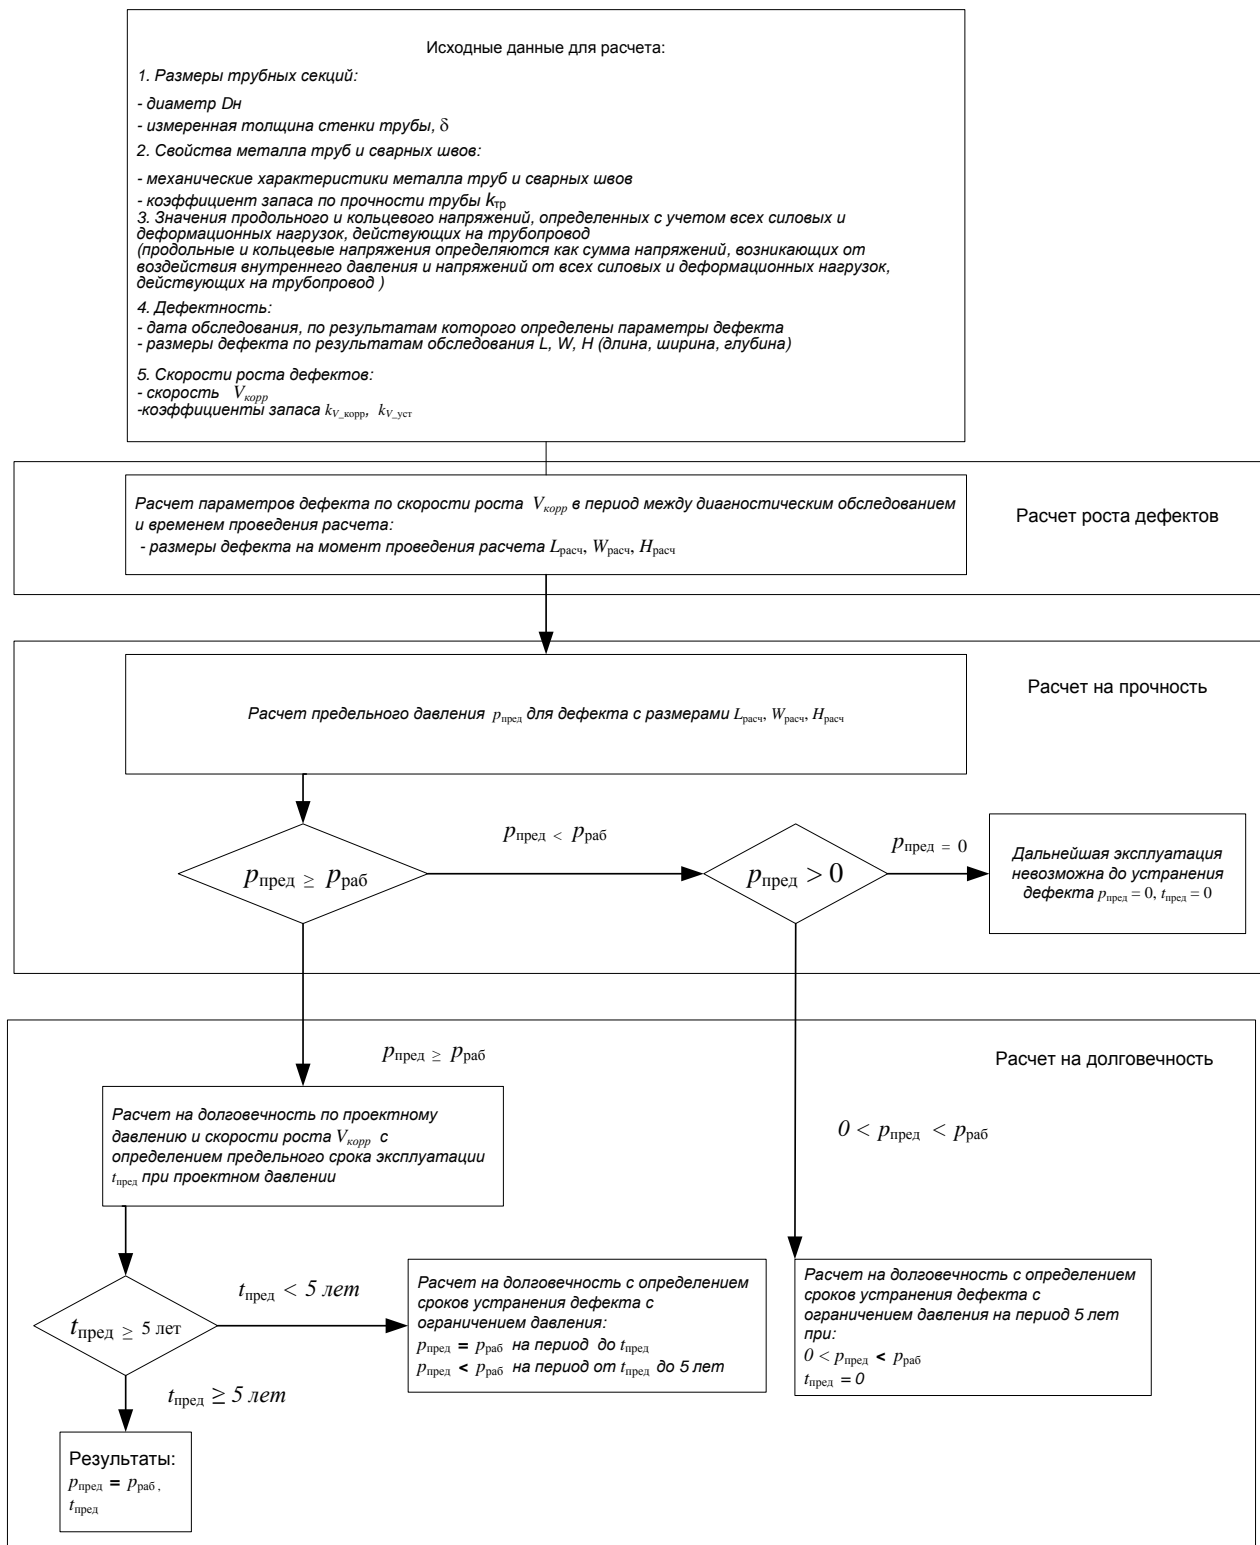 Исходные данные для расчета:
1. Размеры трубных секций:
- диаметр Dн
- измеренная толщина стенки трубы, δ
2. Свойства металла труб и сварных швов:
- механические характеристики металла труб и сварных швов
- коэффициент запаса по прочности трубы kтр
3. Значения продольного и кольцевого напряжений, определенных с учетом всех силовых и
деформационных нагрузок, действующих на трубопровод
(продольные и кольцевые напряжения определяются как сумма напряжений, возникающих от
воздействия внутреннего давления и напряжений от всех силовых и деформационных нагрузок,
действующих на трубопровод )
4. Дефектность:
- дата обследования, по результатам которого определены параметры дефекта
- размеры дефекта по результатам обследования L, W, H (длина, ширина, глубина)
5. Скорости роста дефектов:
- скорость Vкорр
-коэффициенты запаса kV_корр, kV_уст
Расчет параметров дефекта по скорости роста Vкорр в период между диагностическим обследованием
и временем проведения расчета:
- размеры дефекта на момент проведения расчета Lрасч, Wрасч, Hрасч
Расчет роста дефектов
Расчет на прочность
Расчет предельного давления pпред для дефекта с размерами Lрасч, Wрасч, Hрасч
pпред ≥ pраб
pпред < pраб
pпред > 0
pпред = 0
Дальнейшая эксплуатация
невозможна до устранения
дефекта pпред = 0, tпред = 0
pпред ≥ pраб
Расчет на долговечность
Расчет на долговечность по проектному
давлению и скорости роста Vкорр с
определением предельного срока эксплуатации
tпред при проектном давлении
0 < pпред < pраб
tпред ≥ 5 лет
tпред < 5 лет
Расчет на долговечность с определением
сроков устранения дефекта с
ограничением давления:
pпред = pраб на период до tпред
pпред < pраб на период от tпред до 5 лет
Расчет на долговечность с определением
сроков устранения дефекта с
ограничением давления на период 5 лет
при:
0 < pпред < pраб
tпред = 0
tпред ≥ 5 лет
Результаты:
pпред = pраб ,
tпред